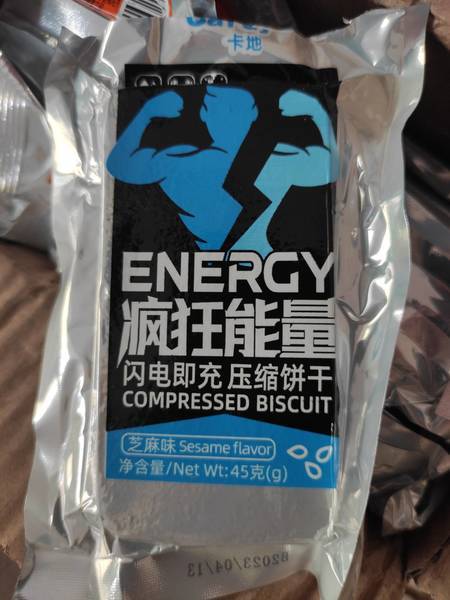 卡地
ENERGY
疯狂能量
闪电即充 压缩饼干
COMPRESSED BISCUIT
芝麻味 Sesame flavor
净含量/Net Wt: 45克(g)
B2023/04/13